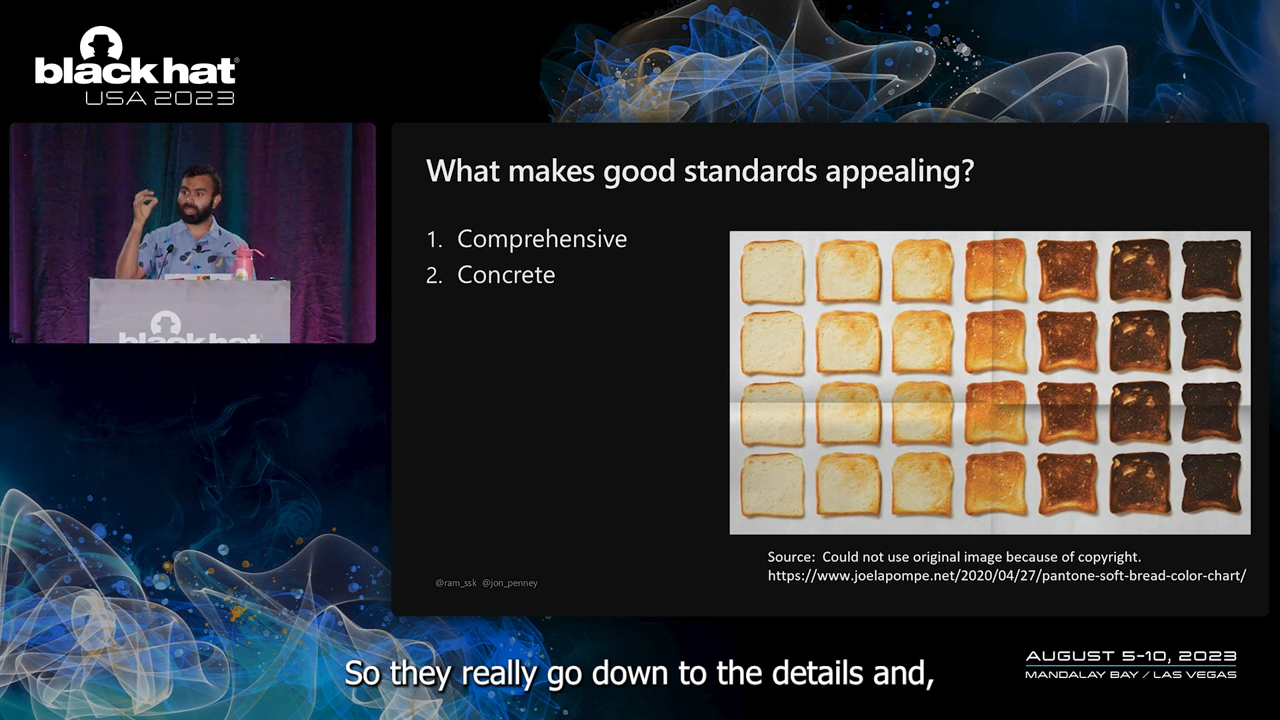 black hat®
USA 2023
black hat
What makes good standards appealing?
1. Comprehensive
2. Concrete
Source: Could not use original image because of copyright.
https://www.joelapompe.net/2020/04/27/pantone-soft-bread-color-chart/
@ram_ssk @jon_penney
So they really go down to the details and,
AUGUST 5-10, 2023
MANDALAY BAY / LAS VEGAS